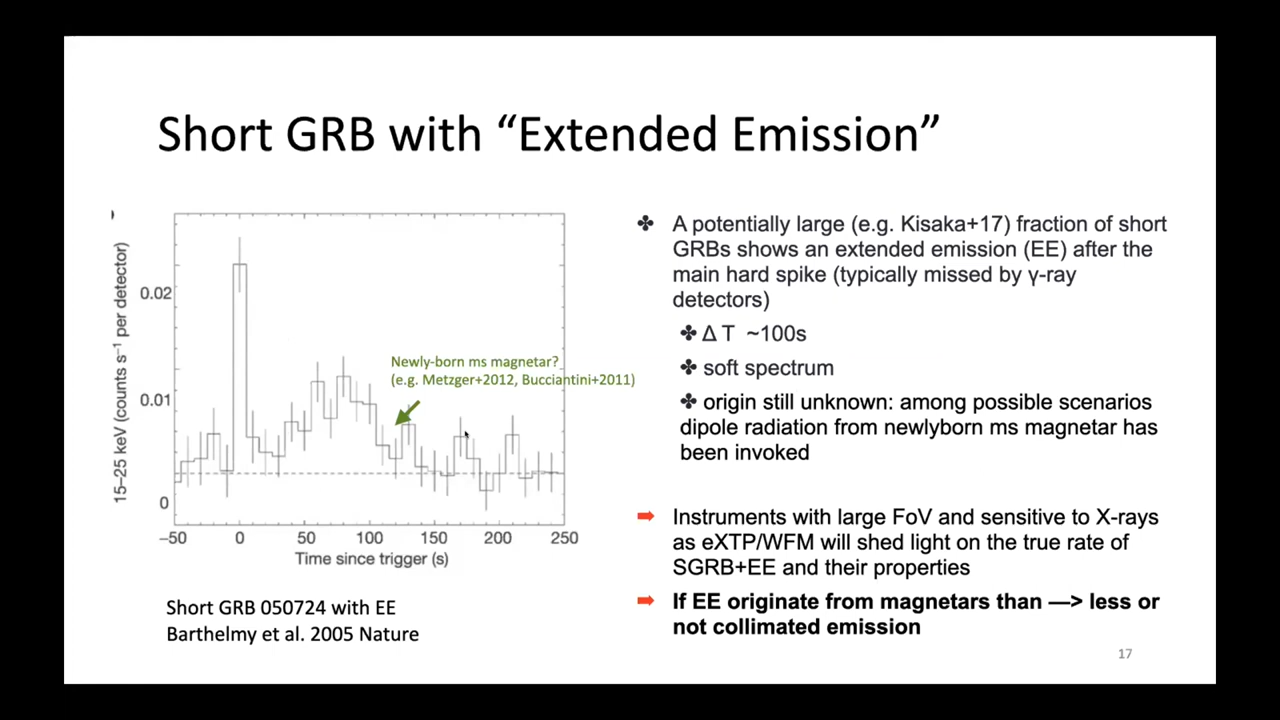 Short GRB with “Extended Emission”
15–25 keV (counts s⁻¹ per detector)
0.02
0.01
0
−50
0
50
100
150
200
250
Time since trigger (s)
Newly-born ms magnetar?
(e.g. Metzger+2012, Bucciantini+2011)
Short GRB 050724 with EE
Barthelmy et al. 2005 Nature
✤ A potentially large (e.g. Kisaka+17) fraction of short
GRBs shows an extended emission (EE) after the
main hard spike (typically missed by γ-ray
detectors)
✤ Δ T ~100s
✤ soft spectrum
✤ origin still unknown: among possible scenarios
dipole radiation from newlyborn ms magnetar has
been invoked
➡ Instruments with large FoV and sensitive to X-rays
as eXTP/WFM will shed light on the true rate of
SGRB+EE and their properties
➡ If EE originate from magnetars than —> less or
not collimated emission
17